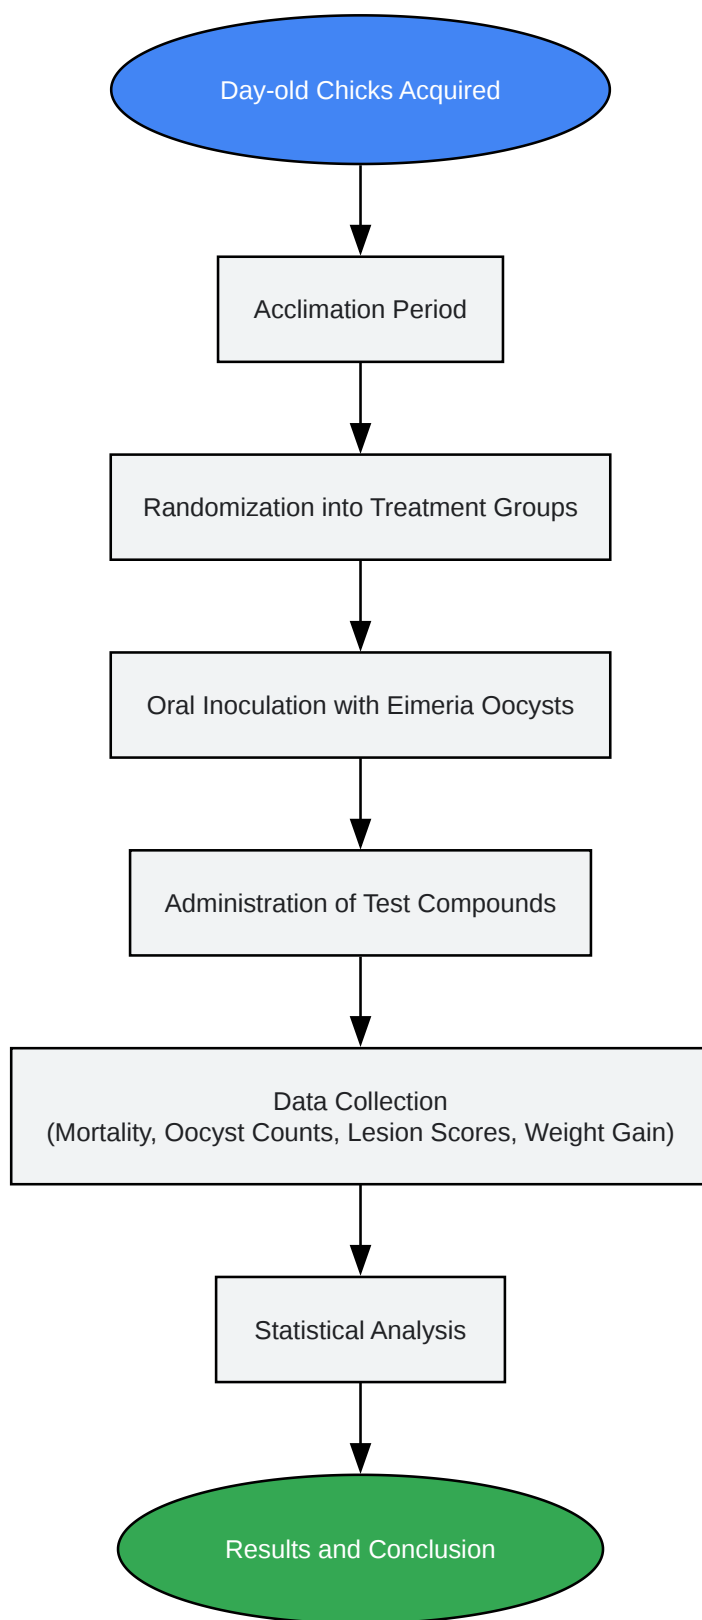 Day-old Chicks Acquired
Acclimation Period
Randomization into Treatment Groups
Oral Inoculation with Eimeria Oocysts
Administration of Test Compounds
Data Collection
(Mortality, Oocyst Counts, Lesion Scores, Weight Gain)
Statistical Analysis
Results and Conclusion